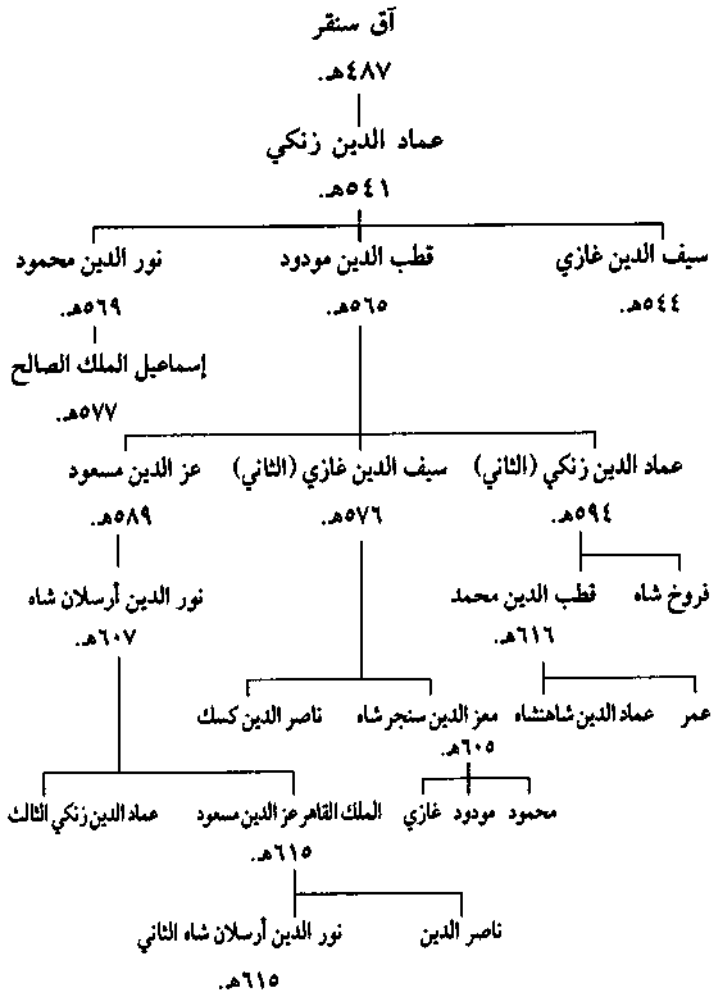 آق سنقر
٤٨٧هـ.
عماد الدين زنكي
٥٤١هـ.
سيف الدين غازي قطب الدين مودود نور الدين محمود
٥٤٤هـ. ٥٦٥هـ. ٥٦٩هـ.
إسماعيل الملك الصالح
٥٧٧هـ.
عماد الدين زنكي (الثاني) سيف الدين غازي (الثاني) عز الدين مسعود
٥٩٤هـ. ٥٧٦هـ. ٥٨٩هـ.
فروخ شاه قطب الدين محمد نور الدين أرسلان شاه
٦١٦هـ. ٦٠٧هـ.
عمر عماد الدين شاهنشاه معز الدين سنجر شاه ناصر الدين كسك
٦٠٥هـ.
محمود مودود غازي الملك القاهر عز الدين مسعود عماد الدين زنكي الثالث
٦١٥هـ.
ناصر الدين نور الدين أرسلان شاه الثاني
٦١٥هـ.